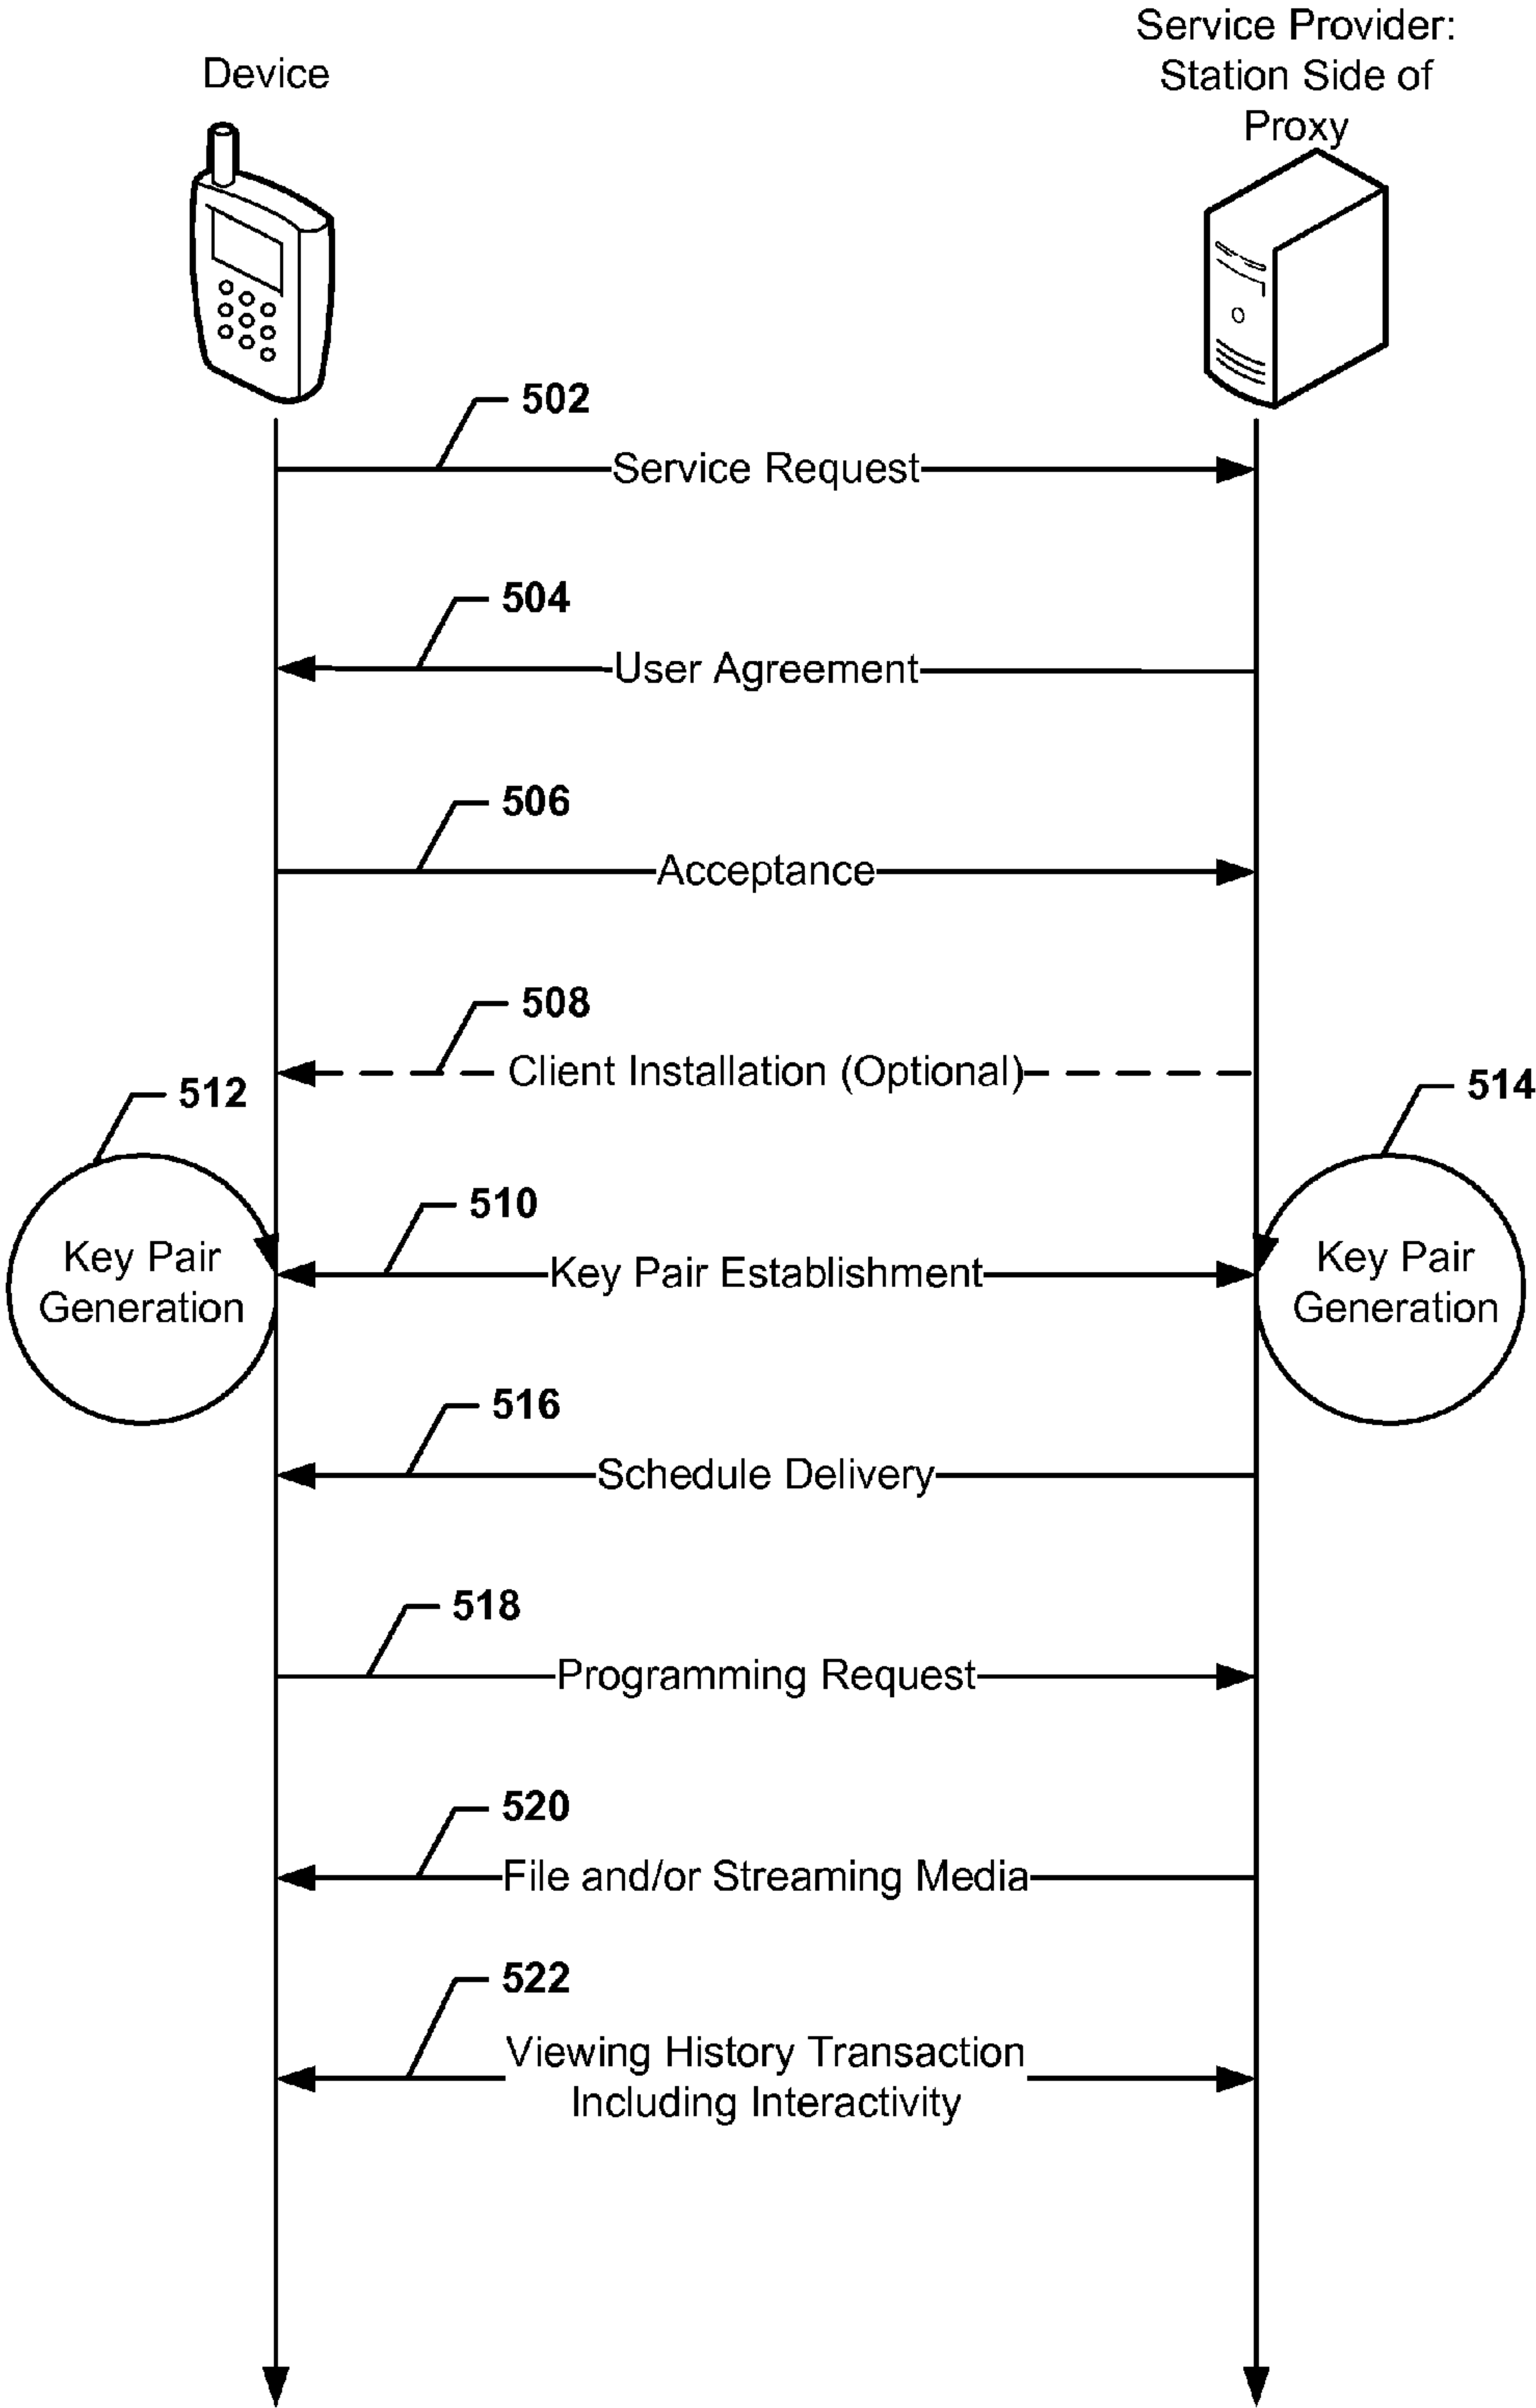 Device
Service Provider:
Station Side of
Proxy
502
Service Request
504
User Agreement
506
Acceptance
508
Client Installation (Optional)
512
514
510
Key Pair
Generation
Key Pair Establishment
Key Pair
Generation
516
Schedule Delivery
518
Programming Request
520
File and/or Streaming Media
522
Viewing History Transaction
Including Interactivity